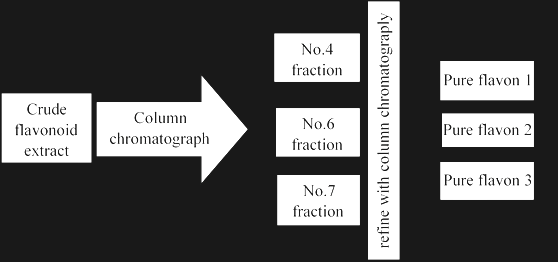 Crude
flavonoid
extract
Column
chromatograph
No.4
fraction
No.6
fraction
No.7
fraction
refine with column chromatography
Pure flavon 1
Pure flavon 2
Pure flavon 3